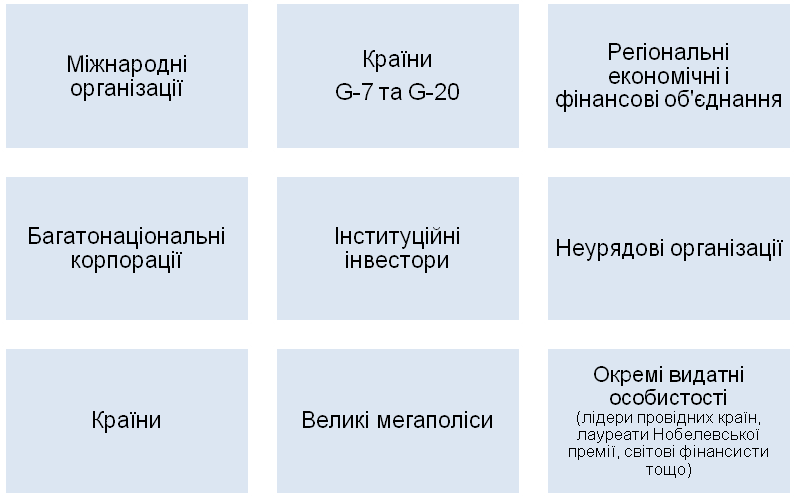 Міжнародні
організації
Країни
G-7 та G-20
Регіональні
економічні і
фінансові об'єднання
Багатонаціональні
корпорації
Інституційні
інвестори
Неурядові організації
Країни
Великі мегаполіси
Окремі видатні
особистості
(лідери провідних країн,
лауреати Нобелевської
премії, світові фінансисти
тощо)